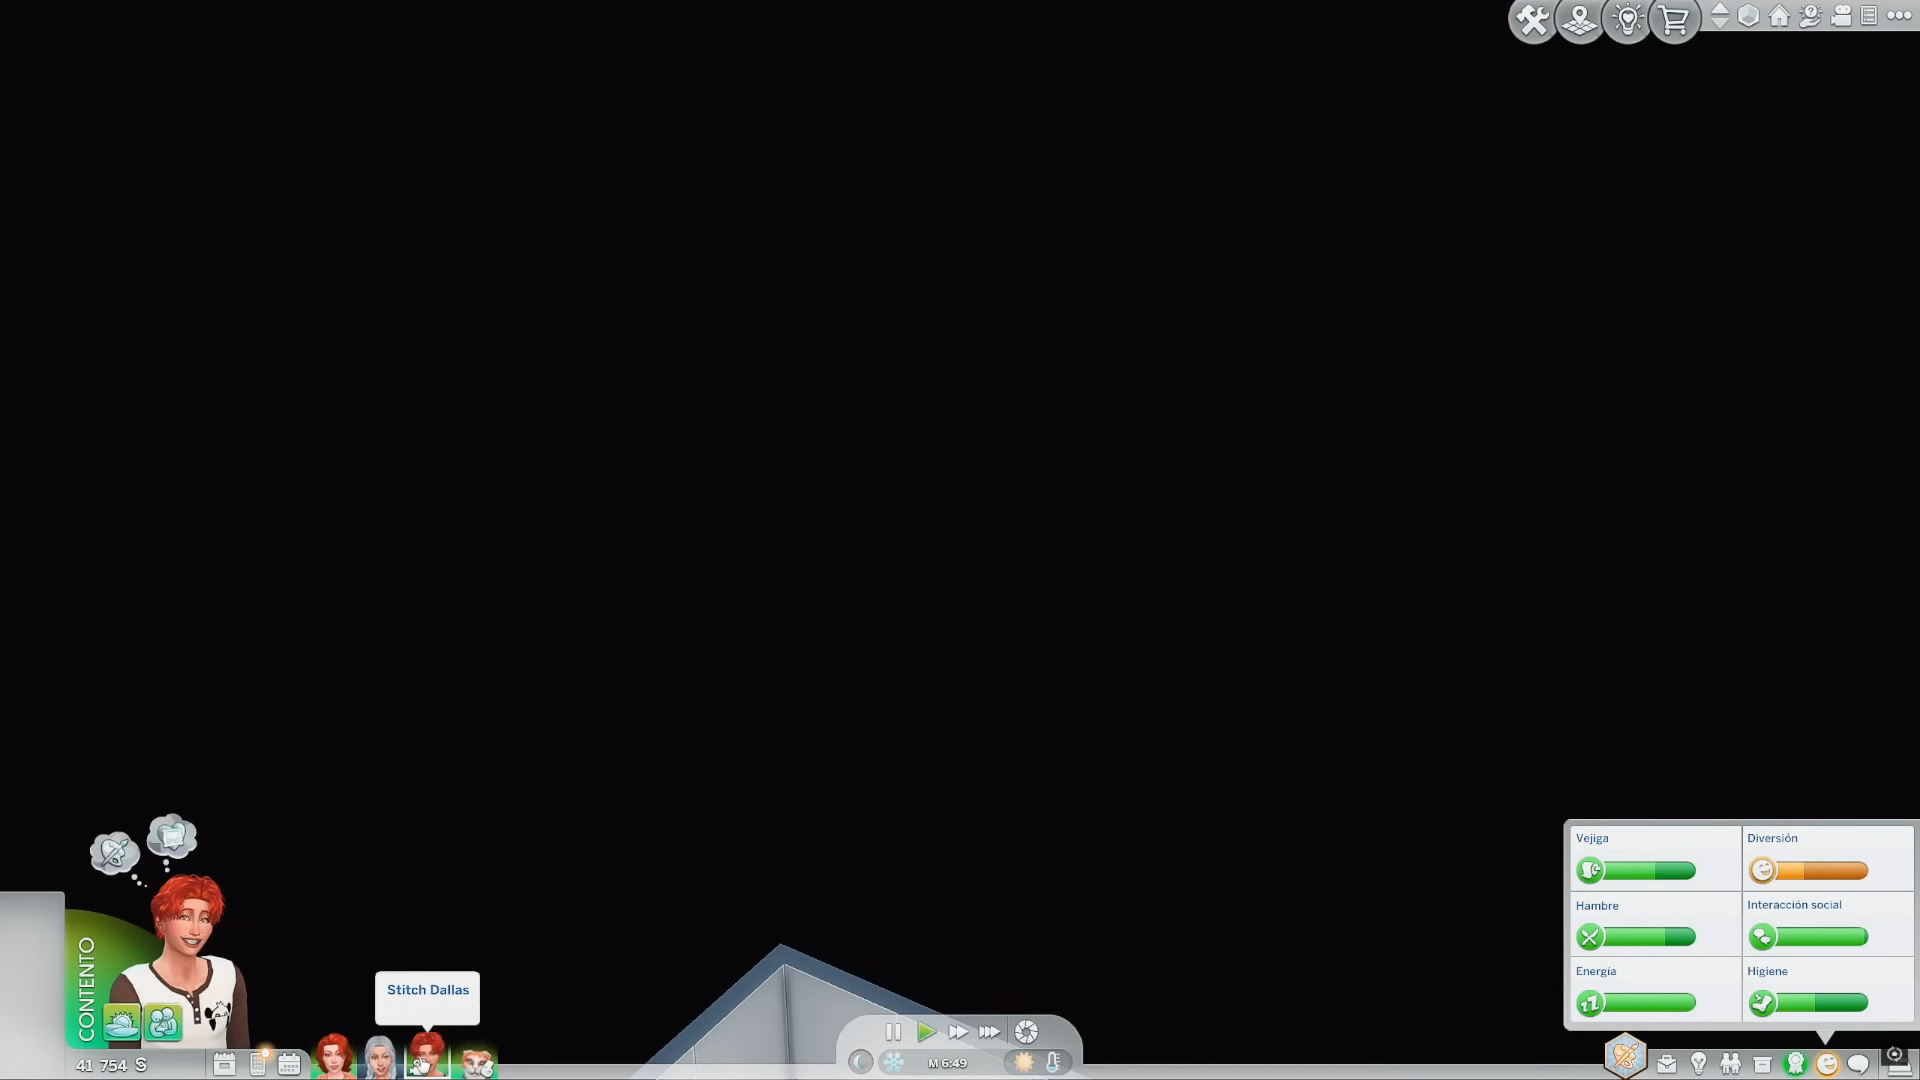 Vejiga
Diversión
Hambre
Interacción social
Energía
Higiene
CONTENTO
Stitch Dallas
41 754 S
M 6:49